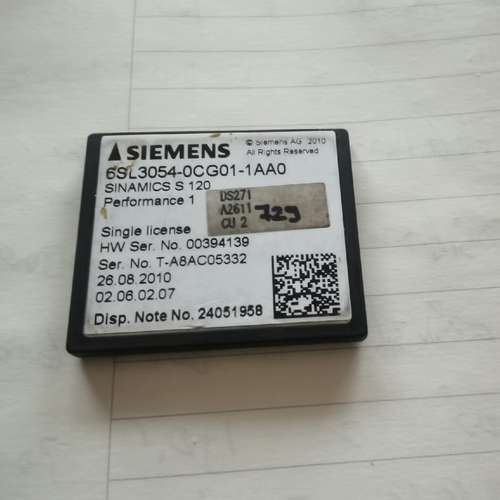 SIEMENS
© Siemens AG 2010
All Rights Reserved
6SL3054-0CG01-1AA0
SINAMICS S 120
Performance 1
DS271
A2611
CU 2
729
Single license
HW Ser. No. 00394139
Ser. No. T-A8AC05332
26.08.2010
02.06.02.07
Disp. Note No. 24051958